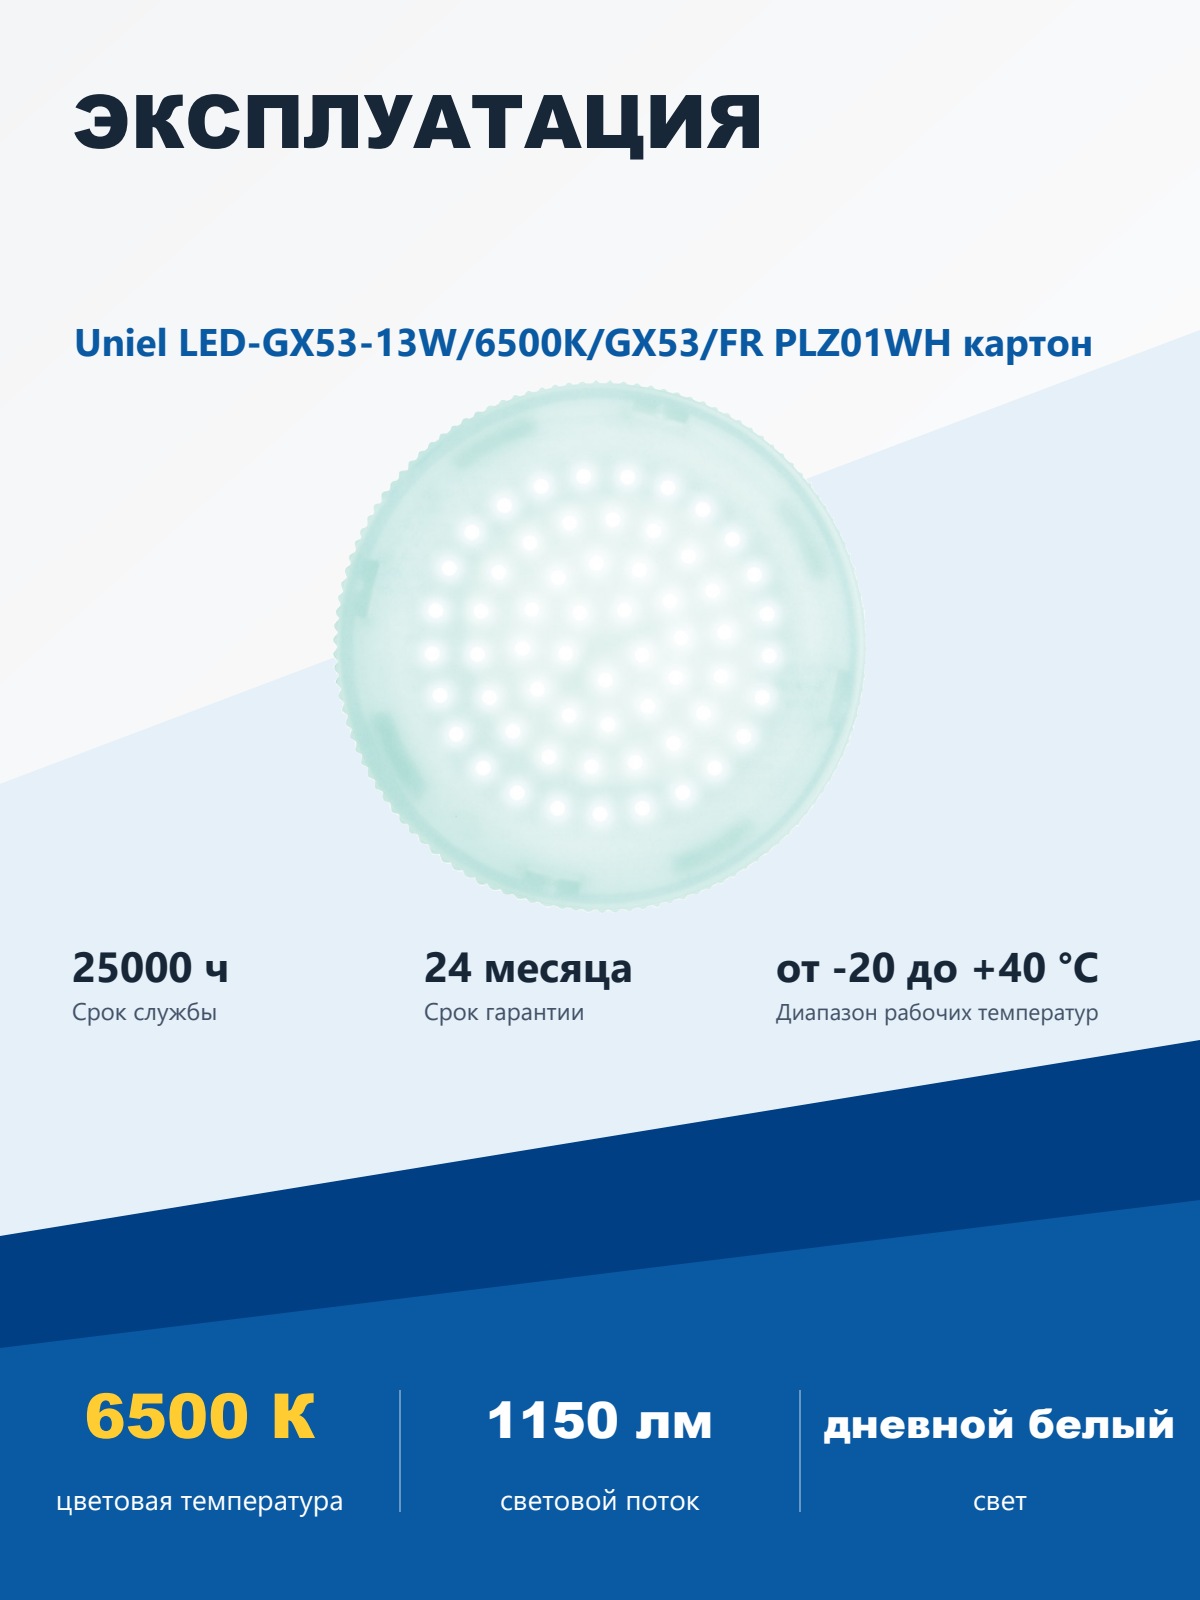 ЭКСПЛУАТАЦИЯ
Uniel LED-GX53-13W/6500K/GX53/FR PLZ01WH картон
25000 ч
Срок службы
24 месяца
Срок гарантии
от -20 до +40 °C
Диапазон рабочих температур
6500 К
цветовая температура
1150 лм
световой поток
дневной белый
свет